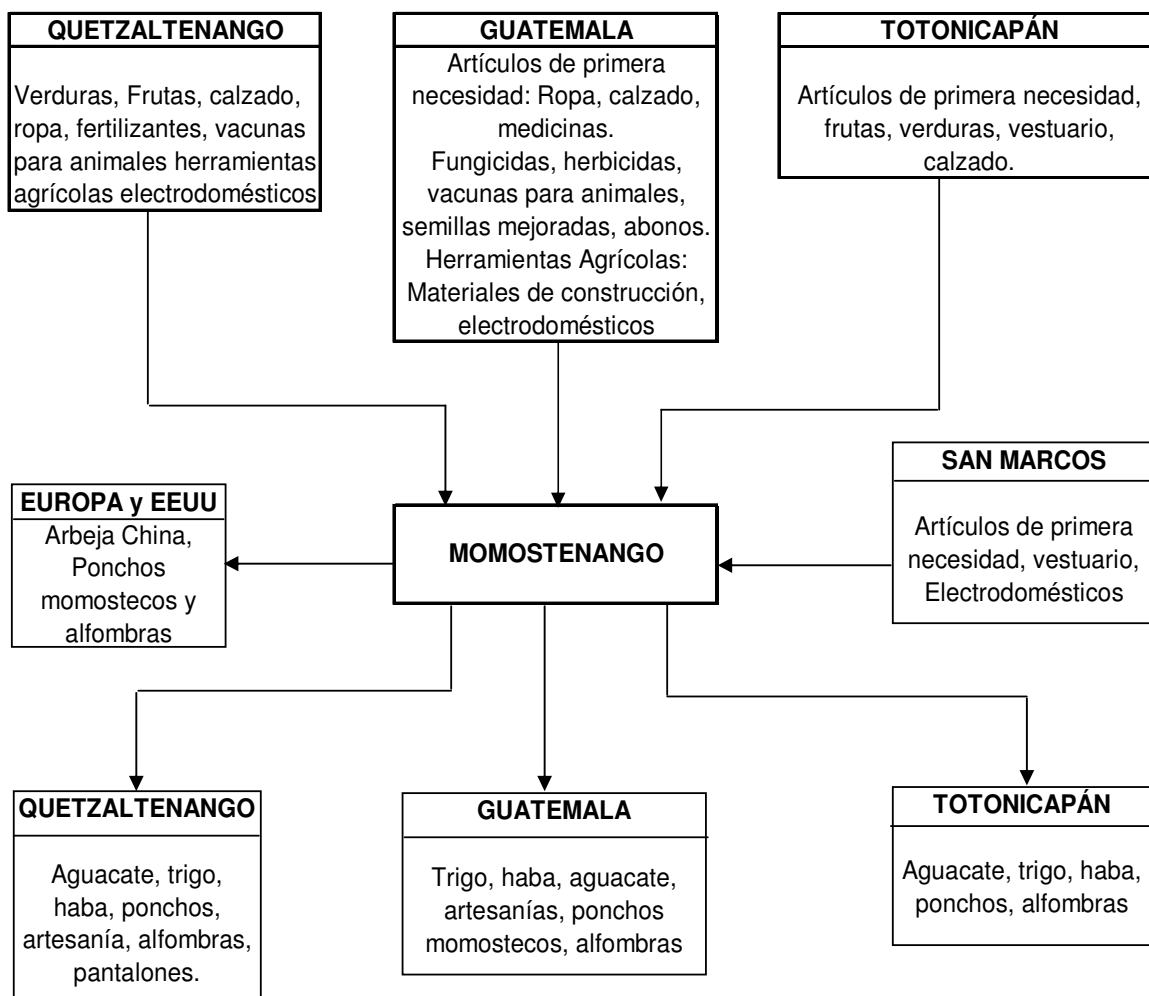 QUETZALTENANGO
Verduras, Frutas, calzado,
ropa, fertilizantes, vacunas
para animales herramientas
agrícolas electrodomésticos
GUATEMALA
Artículos de primera
necesidad: Ropa, calzado,
medicinas.
Fungicidas, herbicidas,
vacunas para animales,
semillas mejoradas, abonos.
Herramientas Agrícolas:
Materiales de construcción,
electrodomésticos
TOTONICAPÁN
Artículos de primera necesidad,
frutas, verduras, vestuario,
calzado.
EUROPA y EEUU
Arbeja China,
Ponchos
momostecos y
alfombras
MOMOSTENANGO
SAN MARCOS
Artículos de primera
necesidad, vestuario,
Electrodomésticos
QUETZALTENANGO
Aguacate, trigo,
haba, ponchos,
artesanía, alfombras,
pantalones.
GUATEMALA
Trigo, haba, aguacate,
artesanías, ponchos
momostecos, alfombras
TOTONICAPÁN
Aguacate, trigo, haba,
ponchos, alfombras